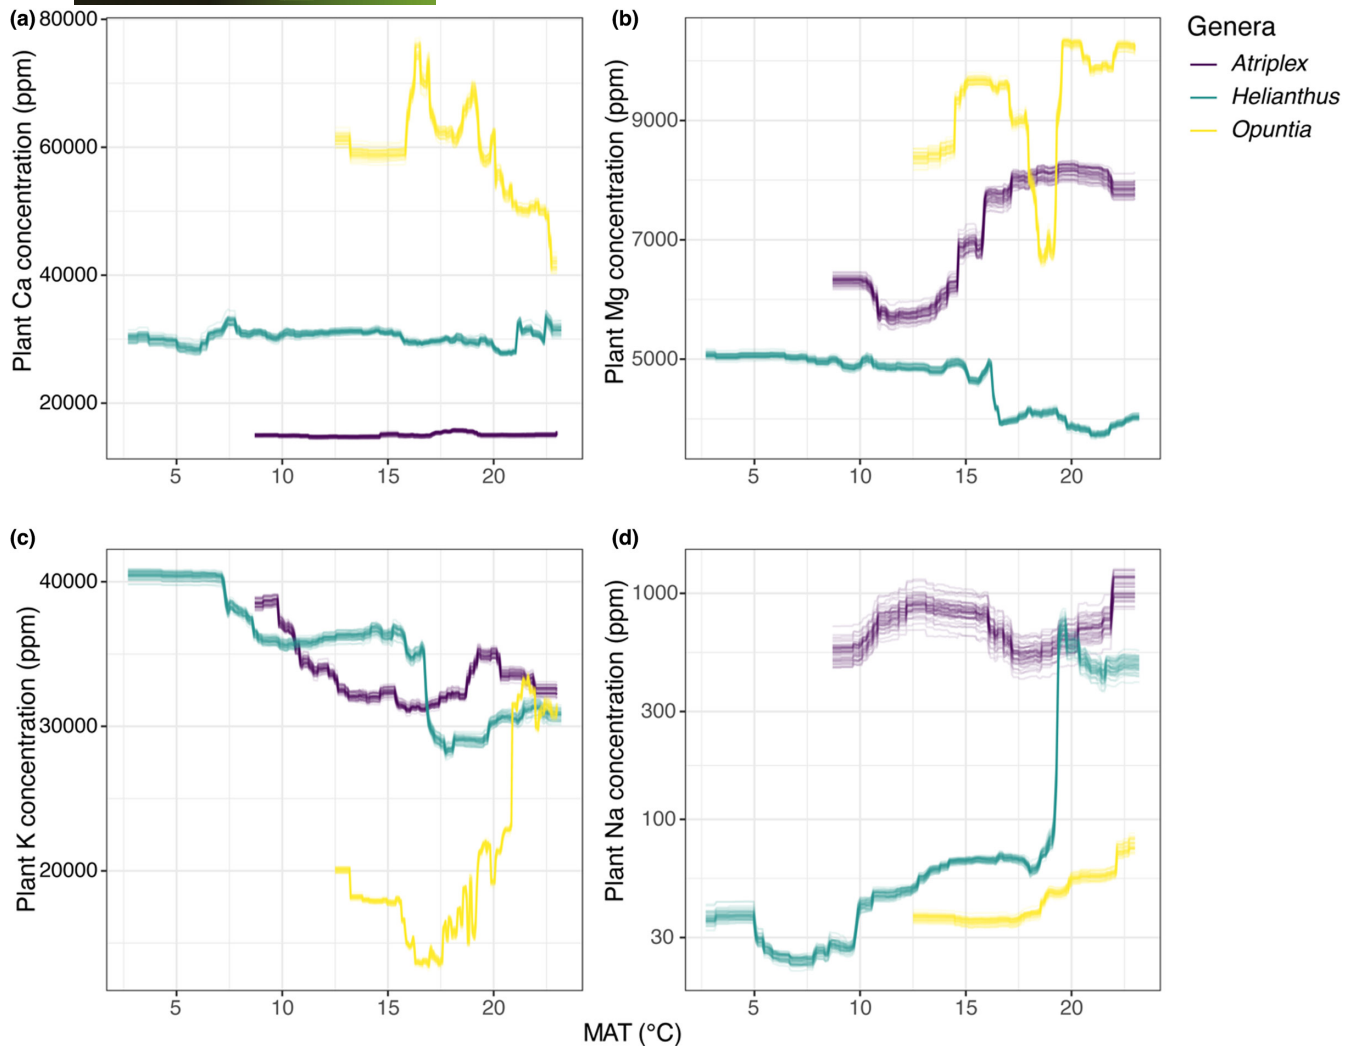 (a)
80000
60000
40000
20000
Plant Ca concentration (ppm)
5 10 15 20
(b)
9000
7000
5000
Plant Mg concentration (ppm)
5 10 15 20
Genera
Atriplex
Helianthus
Opuntia
(c)
40000
30000
20000
Plant K concentration (ppm)
5 10 15 20
(d)
1000
300
100
30
Plant Na concentration (ppm)
5 10 15 20
MAT (°C)